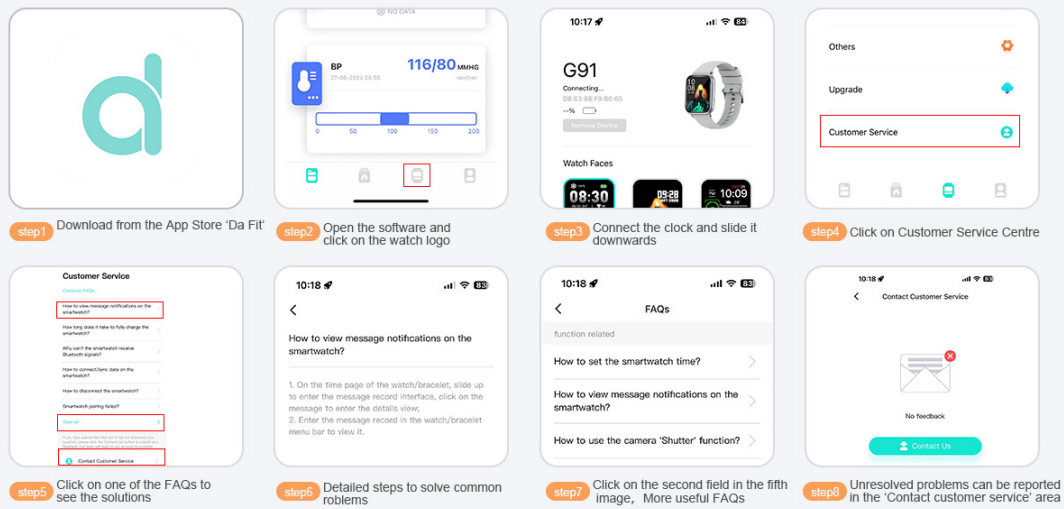 NO DATA
BP
116/80 MMHG
27-06-2024 08:55
0 50 100 150 200
10:17
84
G91
Connecting...
--%
Remove Device
Watch Faces
08:30
09:28
10:09
Others
Upgrade
Customer Service
step1 Download from the App Store ‘Da Fit’
step2 Open the software and
click on the watch logo
step3 Connect the clock and slide it
downwards
step4 Click on Customer Service Centre
Customer Service
Common FAQs
How to view message notifications on the
smartwatch?
How long does it take to fully charge the
smartwatch?
Why can't the smartwatch receive
Bluetooth signals?
How to connect/sync data on the
smartwatch?
How to disconnect the smartwatch?
Smartwatch pairing failed?
View all
Contact Customer Service
10:18
83
How to view message notifications on the
smartwatch?
1. On the time page of the watch/bracelet, slide up
to enter the message record interface, click on the
message to enter the details view;
2. Enter the message record in the watch/bracelet
menu bar to view it.
10:18
83
FAQs
function related
How to set the smartwatch time?
How to view message notifications on the
smartwatch?
How to use the camera 'Shutter' function?
10:18
83
Contact Customer Service
No feedback
Contact Us
step5 Click on one of the FAQs to
see the solutions
step6 Detailed steps to solve common
roblems
step7 Click on the second field in the fifth
image, More useful FAQs
step8 Unresolved problems can be reported
in the ‘Contact customer service’ area